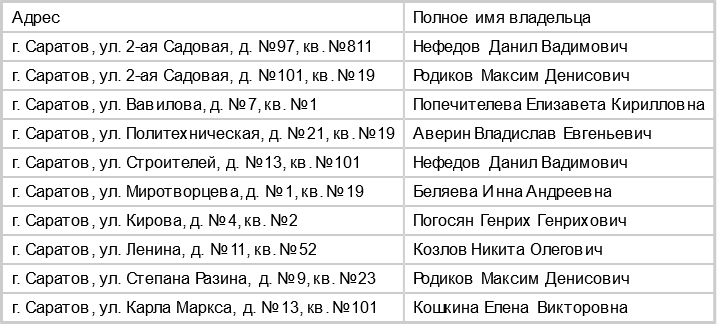 Адрес Полное имя владельца
г. Саратов, ул. 2-ая Садовая, д. №97, кв. №811 Нефедов Данил Вадимович
г. Саратов, ул. 2-ая Садовая, д. №101, кв. №19 Родиков Максим Денисович
г. Саратов, ул. Вавилова, д. №7, кв. №1 Попечителева Елизавета Кирилловна
г. Саратов, ул. Политехническая, д. №21, кв. №19 Аверин Владислав Евгеньевич
г. Саратов, ул. Строителей, д. №13, кв. №101 Нефедов Данил Вадимович
г. Саратов, ул. Миротворцева, д. №1, кв. №19 Беляева Инна Андреевна
г. Саратов, ул. Кирова, д. №4, кв. №2 Погосян Генрих Генрихович
г. Саратов, ул. Ленина, д. №11, кв. №52 Козлов Никита Олегович
г. Саратов, ул. Степана Разина, д. №9, кв. №23 Родиков Максим Денисович
г. Саратов, ул. Карла Маркса, д. №13, кв. №101 Кошкина Елена Викторовна